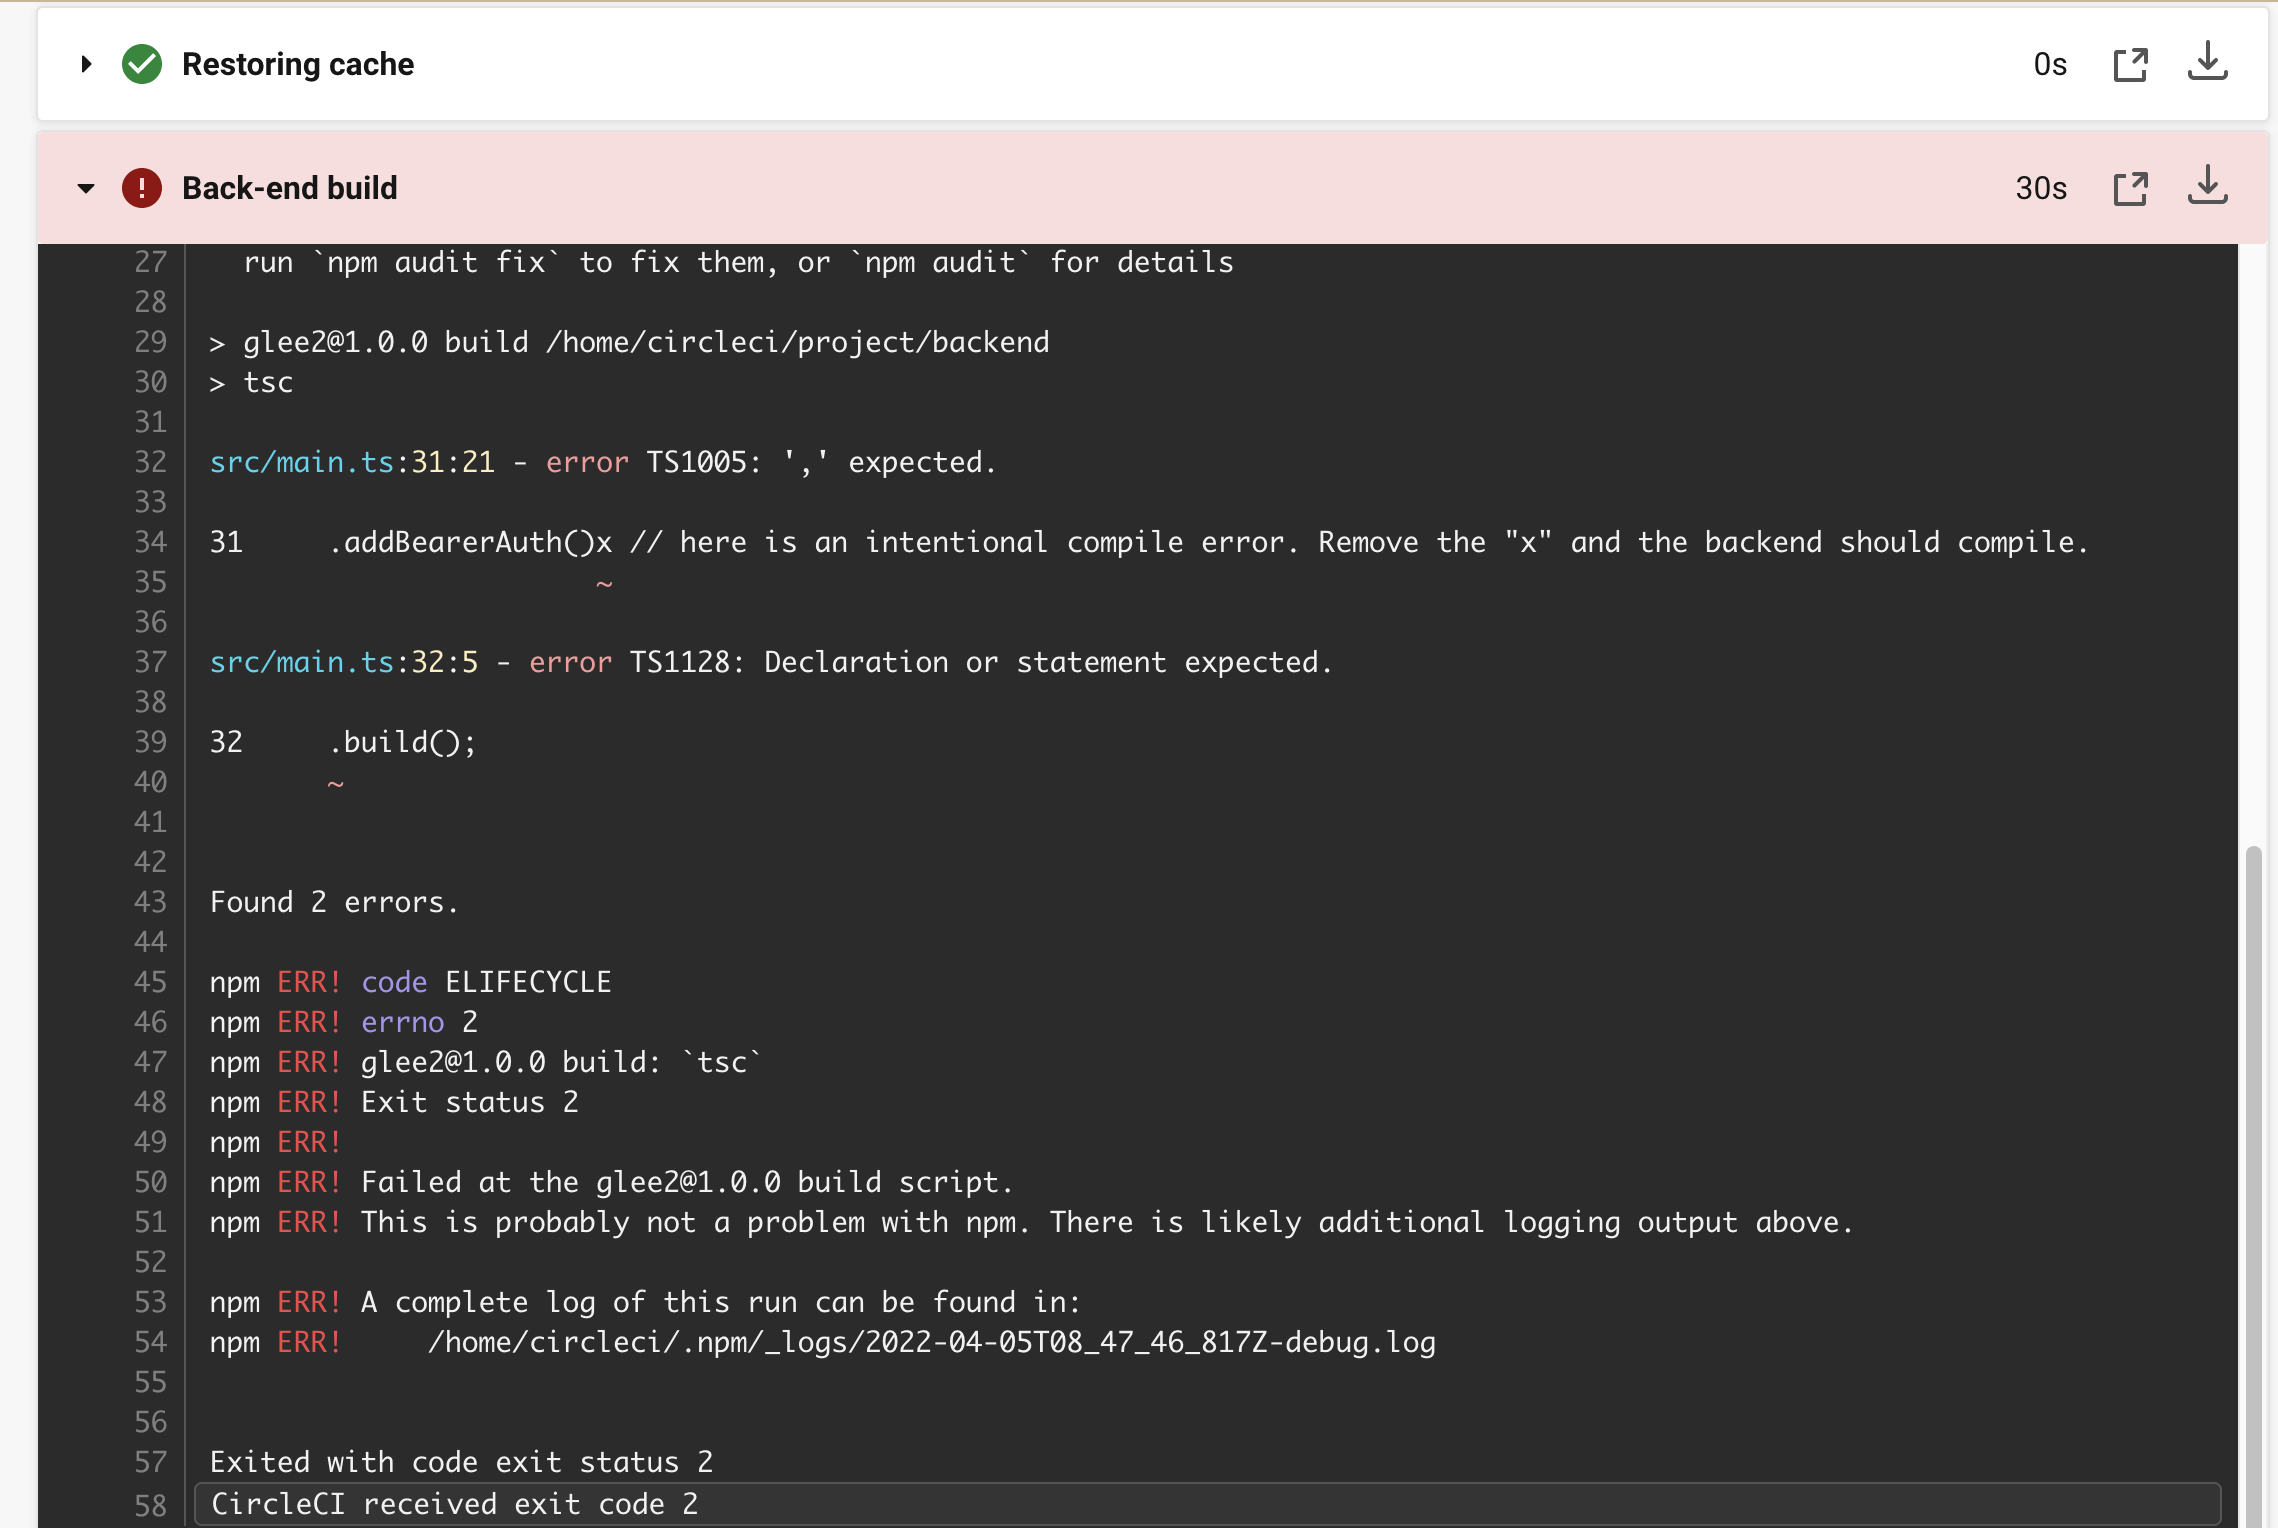 Restoring cache 0s
Back-end build 30s
27 run `npm audit fix` to fix them, or `npm audit` for details
28
29 > glee2@1.0.0 build /home/circleci/project/backend
30 > tsc
31
32 src/main.ts:31:21 - error TS1005: ',' expected.
33
34 31     .addBearerAuth()x // here is an intentional compile error. Remove the "x" and the backend should compile.
35                        ~
36
37 src/main.ts:32:5 - error TS1128: Declaration or statement expected.
38
39 32     .build();
40        ~
41
42
43 Found 2 errors.
44
45 npm ERR! code ELIFECYCLE
46 npm ERR! errno 2
47 npm ERR! glee2@1.0.0 build: `tsc`
48 npm ERR! Exit status 2
49 npm ERR!
50 npm ERR! Failed at the glee2@1.0.0 build script.
51 npm ERR! This is probably not a problem with npm. There is likely additional logging output above.
52
53 npm ERR! A complete log of this run can be found in:
54 npm ERR!     /home/circleci/.npm/_logs/2022-04-05T08_47_46_817Z-debug.log
55
56
57 Exited with code exit status 2
58 CircleCI received exit code 2